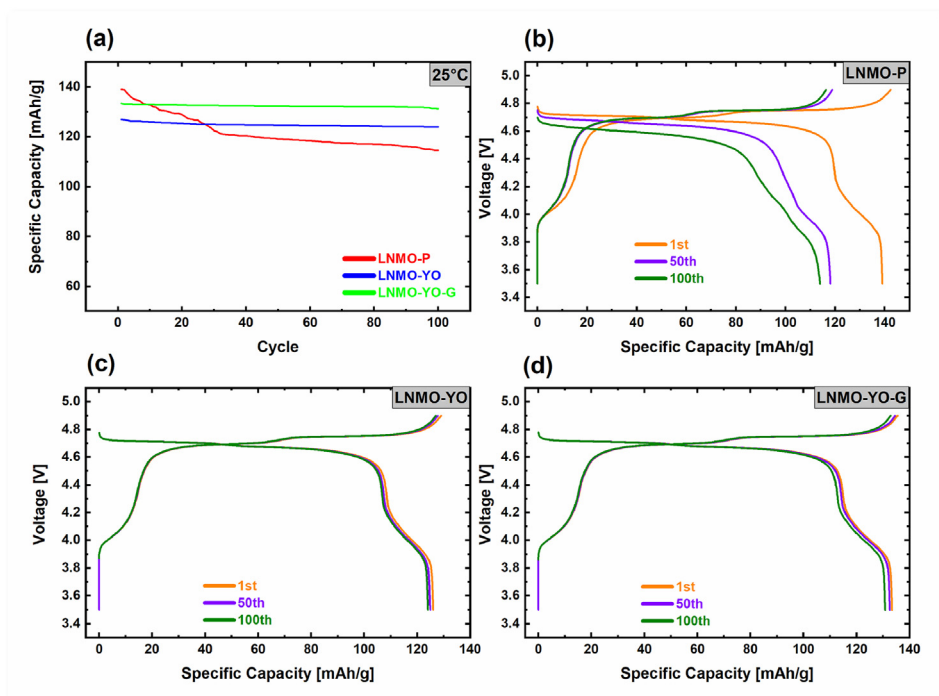 (a)
25°C
140
120
100
80
60
Specific Capacity [mAh/g]
LNMO-P
LNMO-YO
LNMO-YO-G
0 20 40 60 80 100
Cycle
(b)
LNMO-P
5.0
4.8
4.6
4.4
4.2
4.0
3.8
3.6
3.4
Voltage [V]
1st
50th
100th
0 20 40 60 80 100 120 140
Specific Capacity [mAh/g]
(c)
LNMO-YO
5.0
4.8
4.6
4.4
4.2
4.0
3.8
3.6
3.4
Voltage [V]
1st
50th
100th
0 20 40 60 80 100 120 140
Specific Capacity [mAh/g]
(d)
LNMO-YO-G
5.0
4.8
4.6
4.4
4.2
4.0
3.8
3.6
3.4
Voltage [V]
1st
50th
100th
0 20 40 60 80 100 120 140
Specific Capacity [mAh/g]